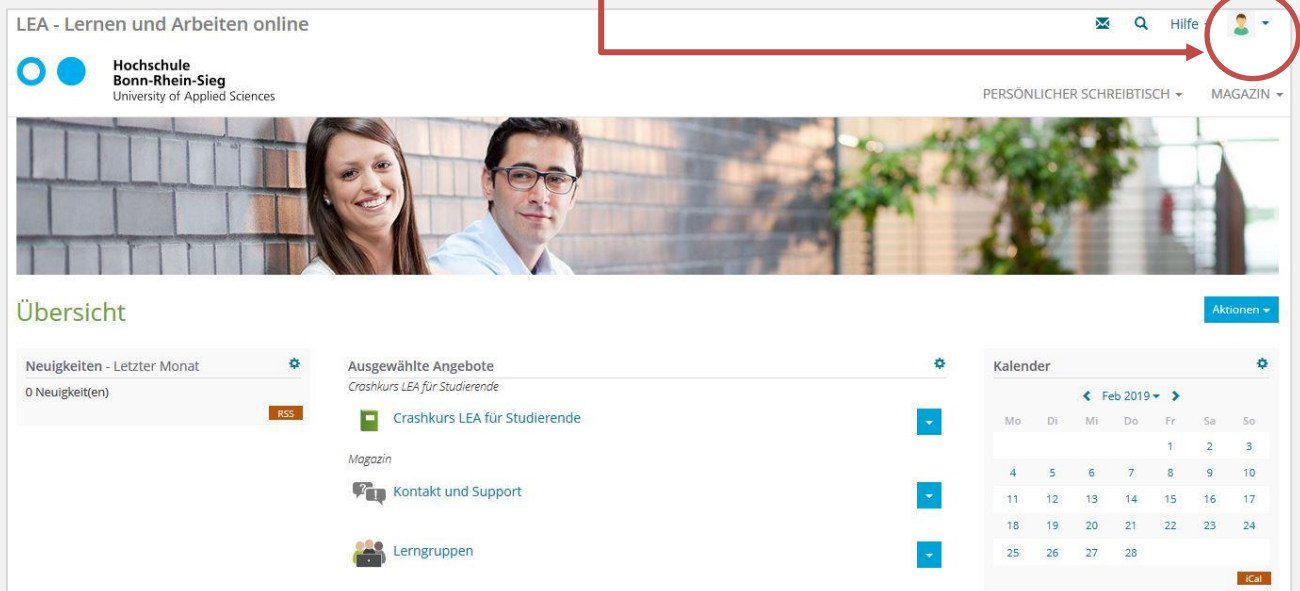 LEA - Lernen und Arbeiten online
Hilfe
Hochschule
Bonn-Rhein-Sieg
University of Applied Sciences
PERSÖNLICHER SCHREIBTISCH
MAGAZIN
Übersicht
Aktionen
Neuigkeiten - Letzter Monat
0 Neuigkeit(en)
RSS
Ausgewählte Angebote
Crashkurs LEA für Studierende
Crashkurs LEA für Studierende
Magazin
Kontakt und Support
Lerngruppen
Kalender
Feb 2019
Mo Di Mi Do Fr Sa So
1 2 3
4 5 6 7 8 9 10
11 12 13 14 15 16 17
18 19 20 21 22 23 24
25 26 27 28
iCal